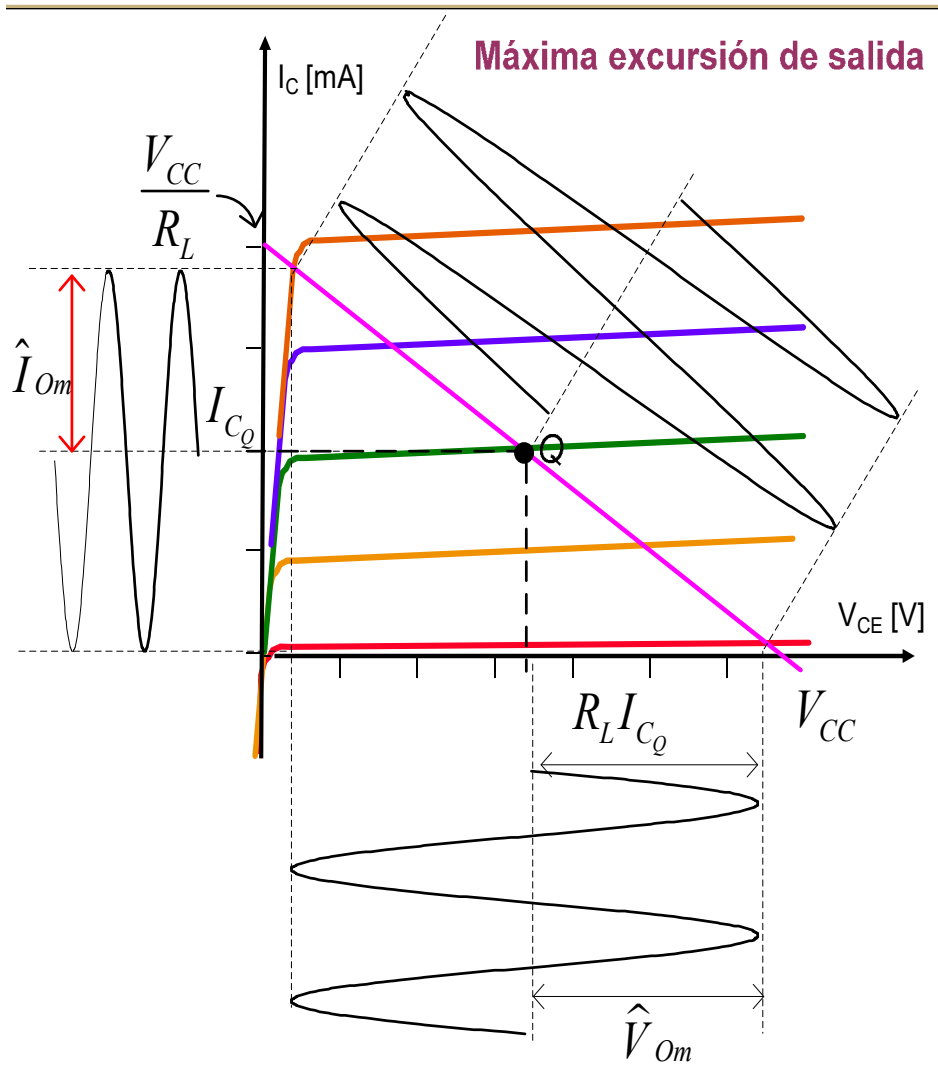 Máxima excursión de salida
I_C [mA]
V_CC
R_L
Î_Om
I_CQ
Q
V_CE [V]
R_L I_CQ
V_CC
V̂_Om